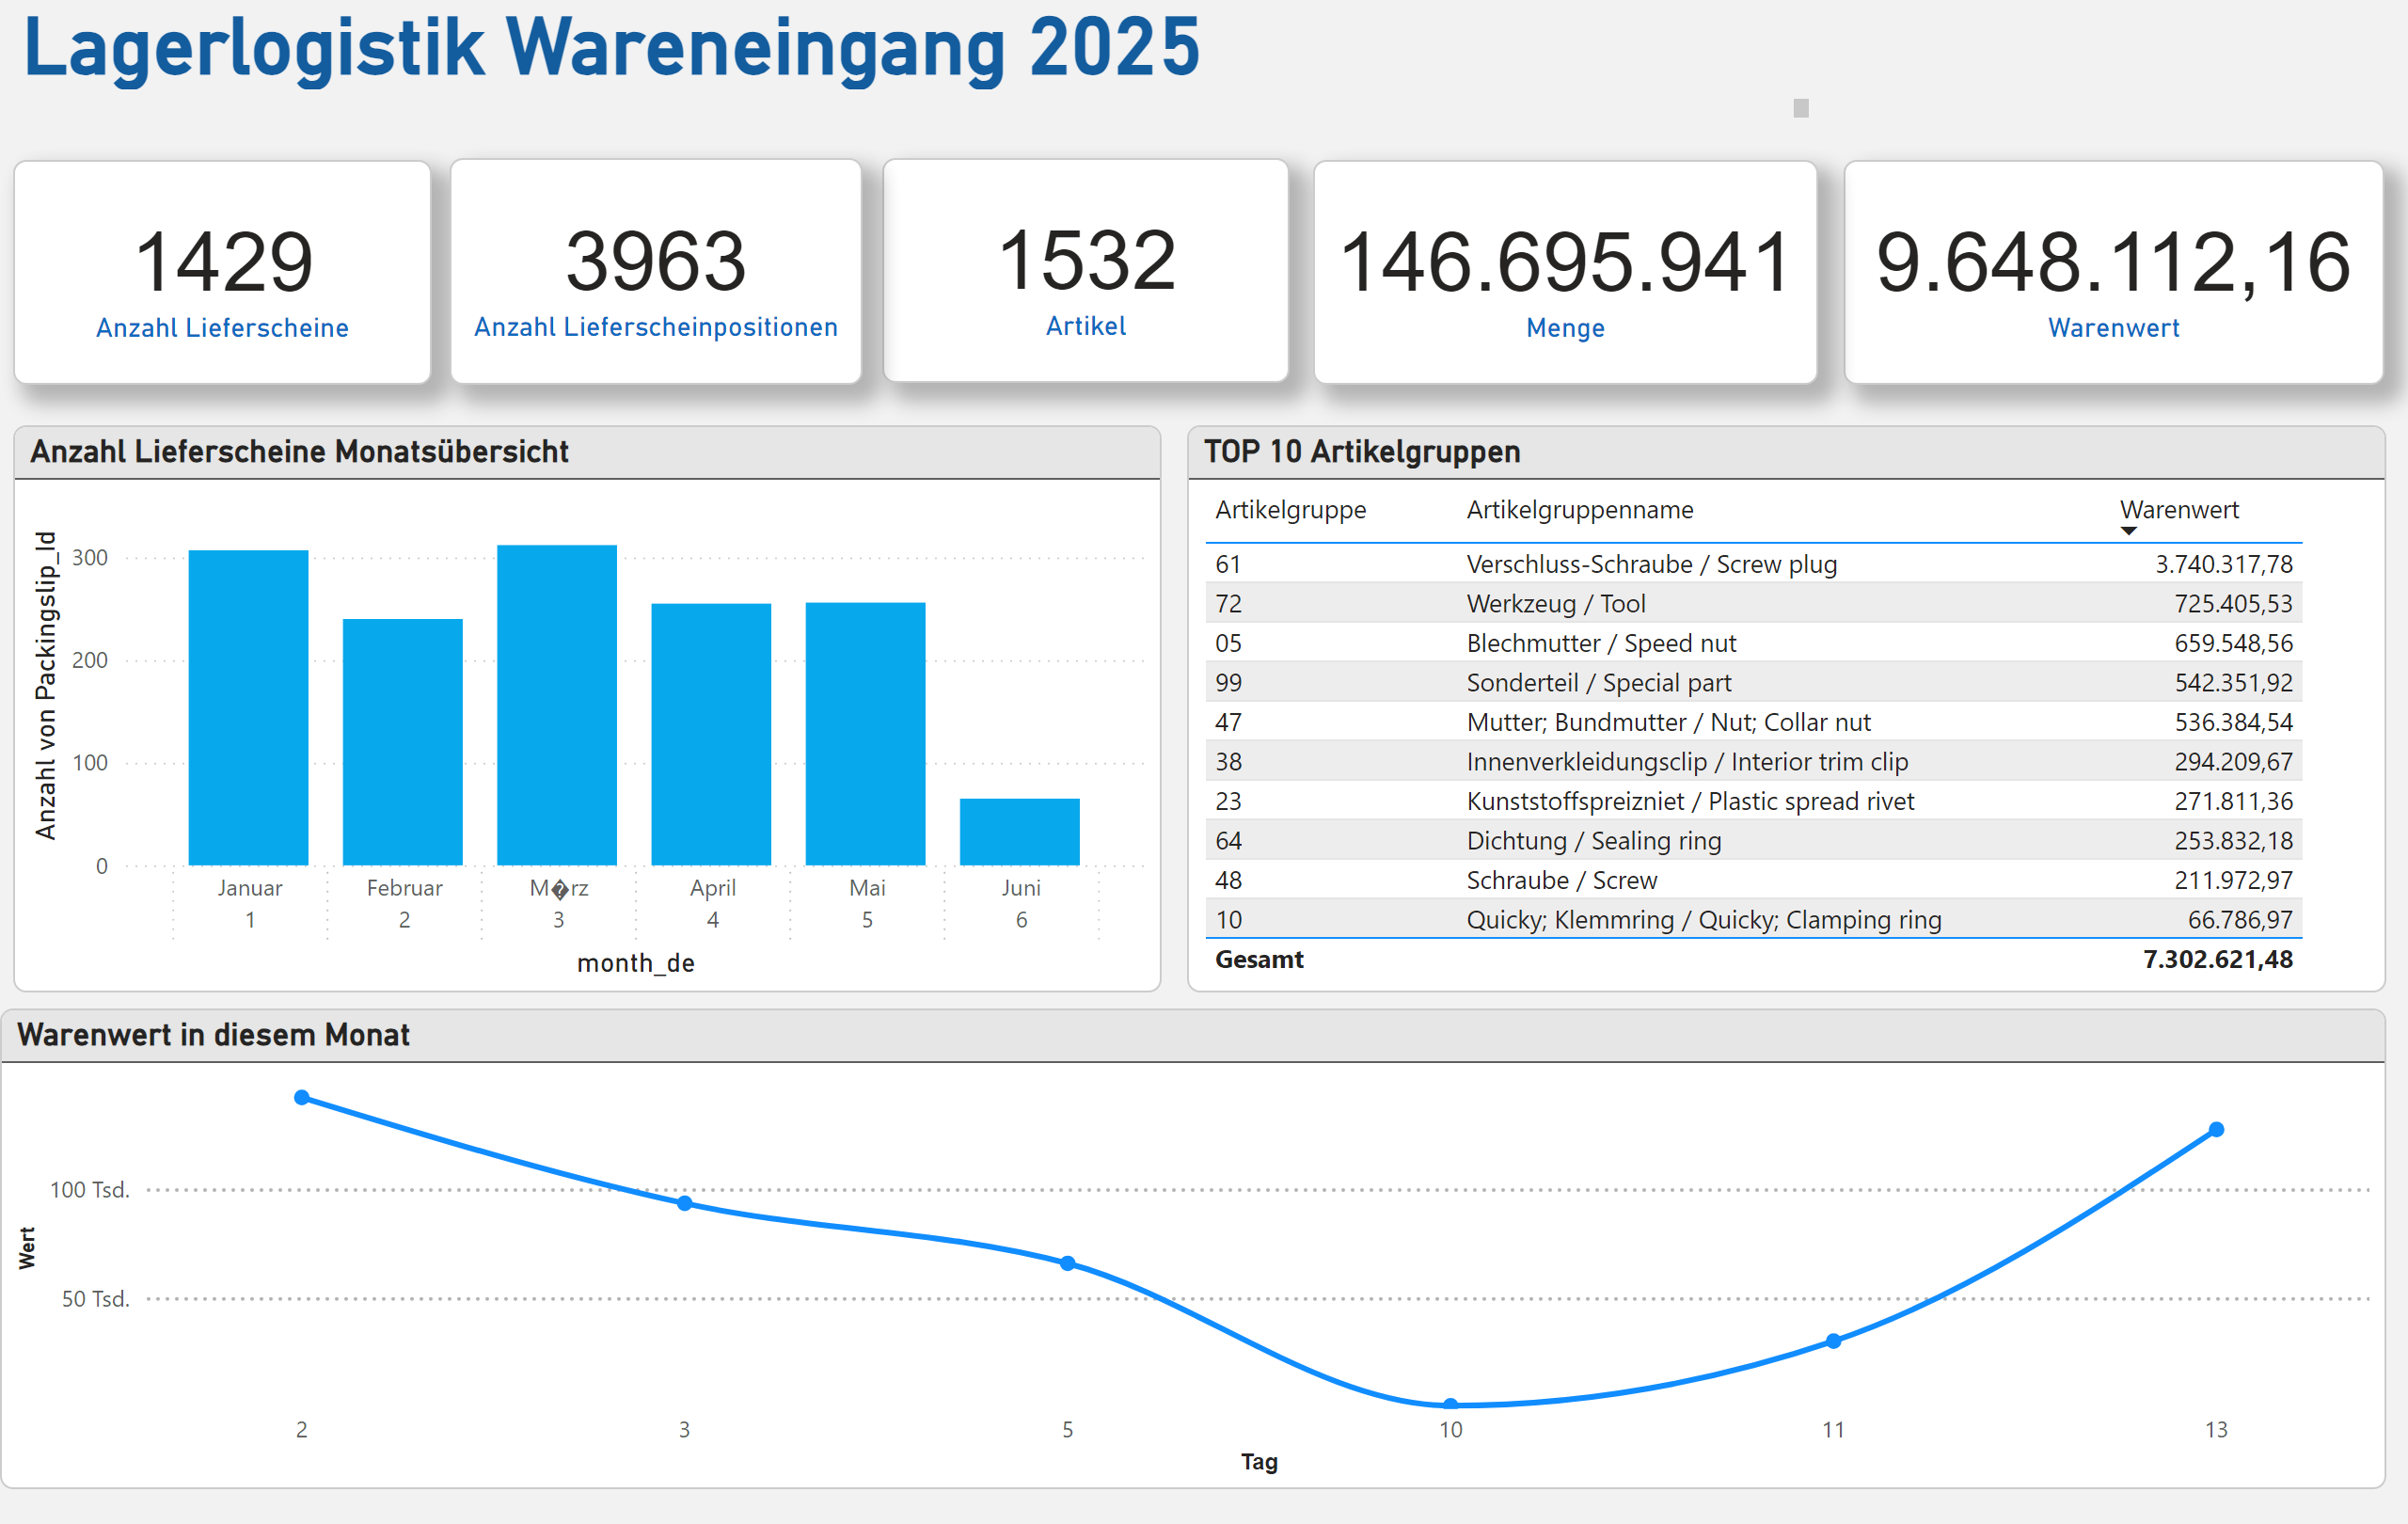 Lagerlogistik Wareneingang 2025
1429
Anzahl Lieferscheine
3963
Anzahl Lieferscheinpositionen
1532
Artikel
146.695.941
Menge
9.648.112,16
Warenwert
Anzahl Lieferscheine Monatsübersicht
Anzahl von Packingslip_Id
300
200
100
0
Januar Februar M�rz April Mai Juni
1 2 3 4 5 6
month_de
TOP 10 Artikelgruppen
Artikelgruppe Artikelgruppenname Warenwert
61 Verschluss-Schraube / Screw plug 3.740.317,78
72 Werkzeug / Tool 725.405,53
05 Blechmutter / Speed nut 659.548,56
99 Sonderteil / Special part 542.351,92
47 Mutter; Bundmutter / Nut; Collar nut 536.384,54
38 Innenverkleidungsclip / Interior trim clip 294.209,67
23 Kunststoffspreizniet / Plastic spread rivet 271.811,36
64 Dichtung / Sealing ring 253.832,18
48 Schraube / Screw 211.972,97
10 Quicky; Klemmring / Quicky; Clamping ring 66.786,97
Gesamt 7.302.621,48
Warenwert in diesem Monat
Wert
100 Tsd.
50 Tsd.
2 3 5 10 11 13
Tag